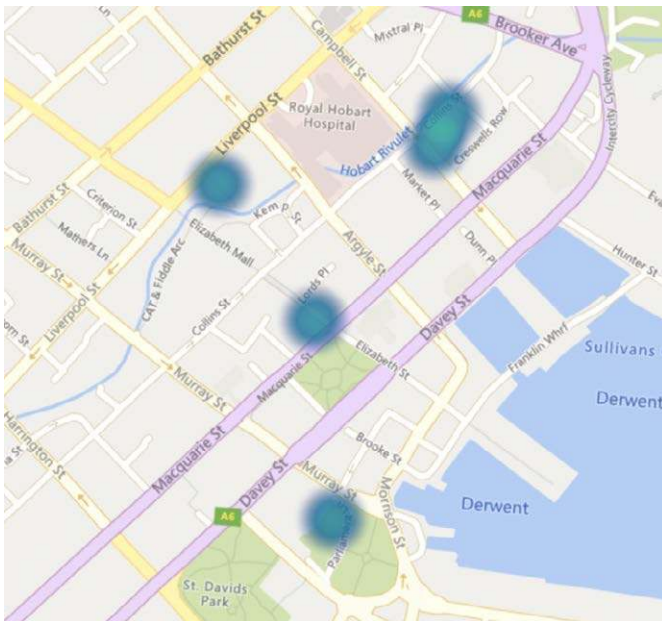 A6
Brooker Ave
Mistral Pl
Bathurst St
Campbell St
Liverpool St
Royal Hobart
Hospital
Collins St
Intercity Cycleway
Hobart Rivulet
Creswells Row
Macquarie St
Market Pl
Bathurst St
Criterion St
Kemp St
Mathers Ln
Elizabeth Mall
Argyle St
Dunn Pl
Hunter St
Murray St
CAT & Fiddle Arc
Lords Pl
Liverpool St
Collins St
Davey St
Franklin Whrf
Sullivans
Derwent
Elizabeth St
Macquarie St
Murray St
Harrington St
Macquarie St
Brooke St
Davey St
Murray St
Morrison St
Derwent
A6
St. Davids
Park